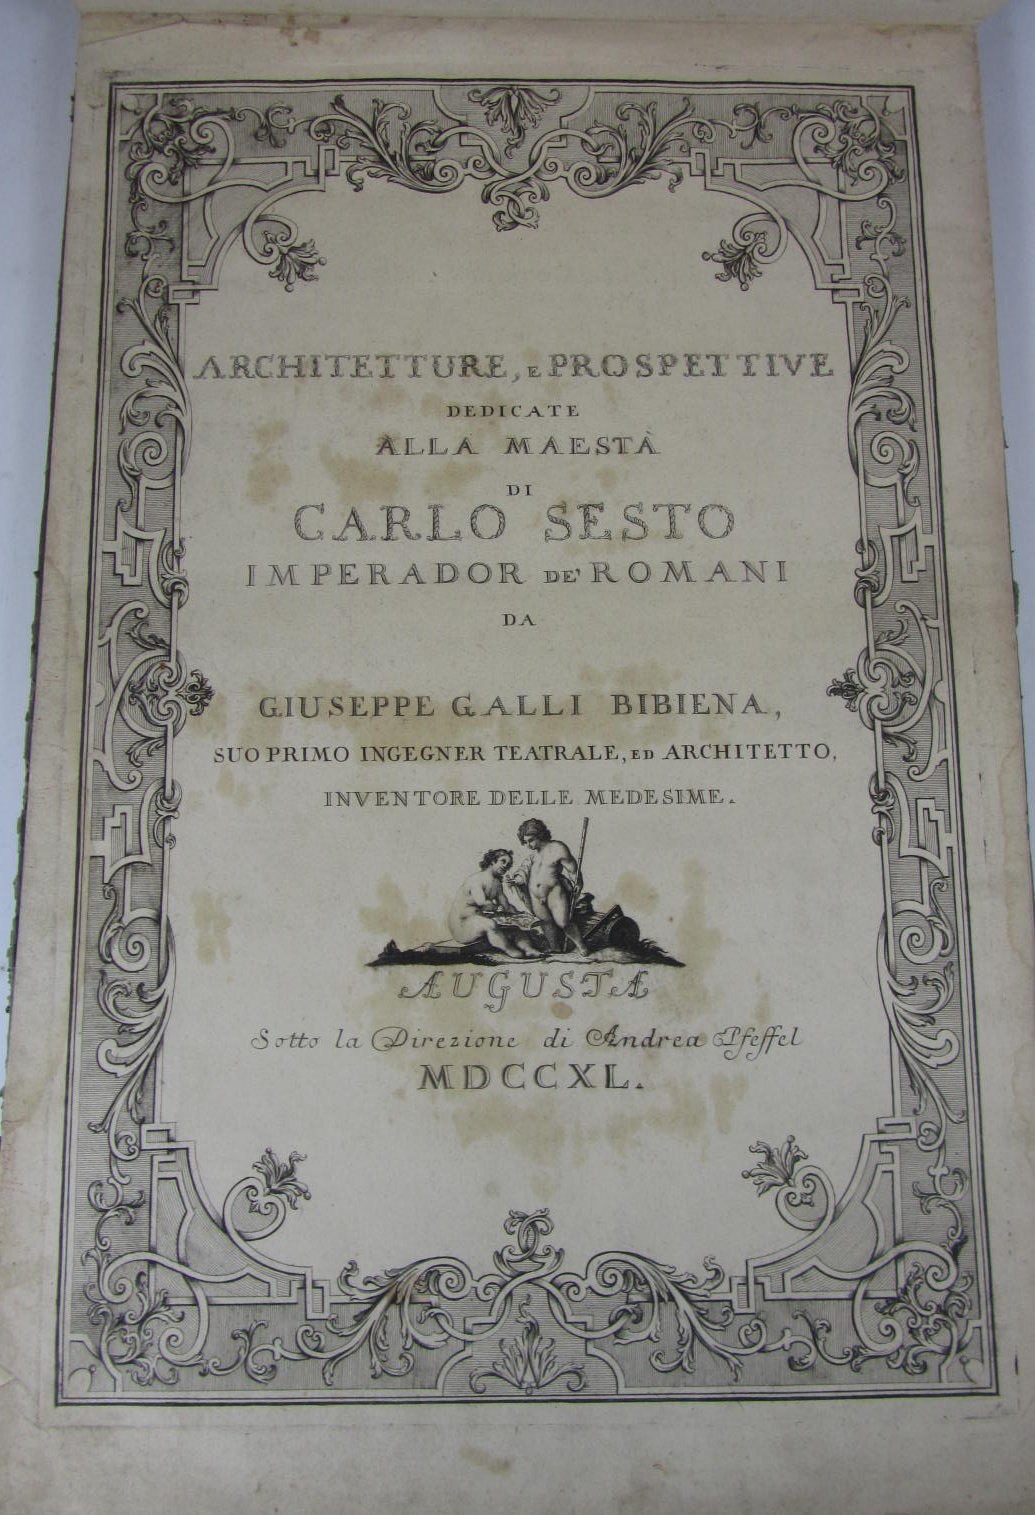 ARCHITETTURE, E PROSPETTIVE
DEDICATE
ALLA MAESTÀ
DI
CARLO SESTO
IMPERADOR DE' ROMANI
DA
GIUSEPPE GALLI BIBIENA,
SUO PRIMO INGEGNER TEATRALE, ED ARCHITETTO,
INVENTORE DELLE MEDESIME.
AUGUSTÆ
Sotto la Direzione di Andrea Pfeffel
MDCCXL.